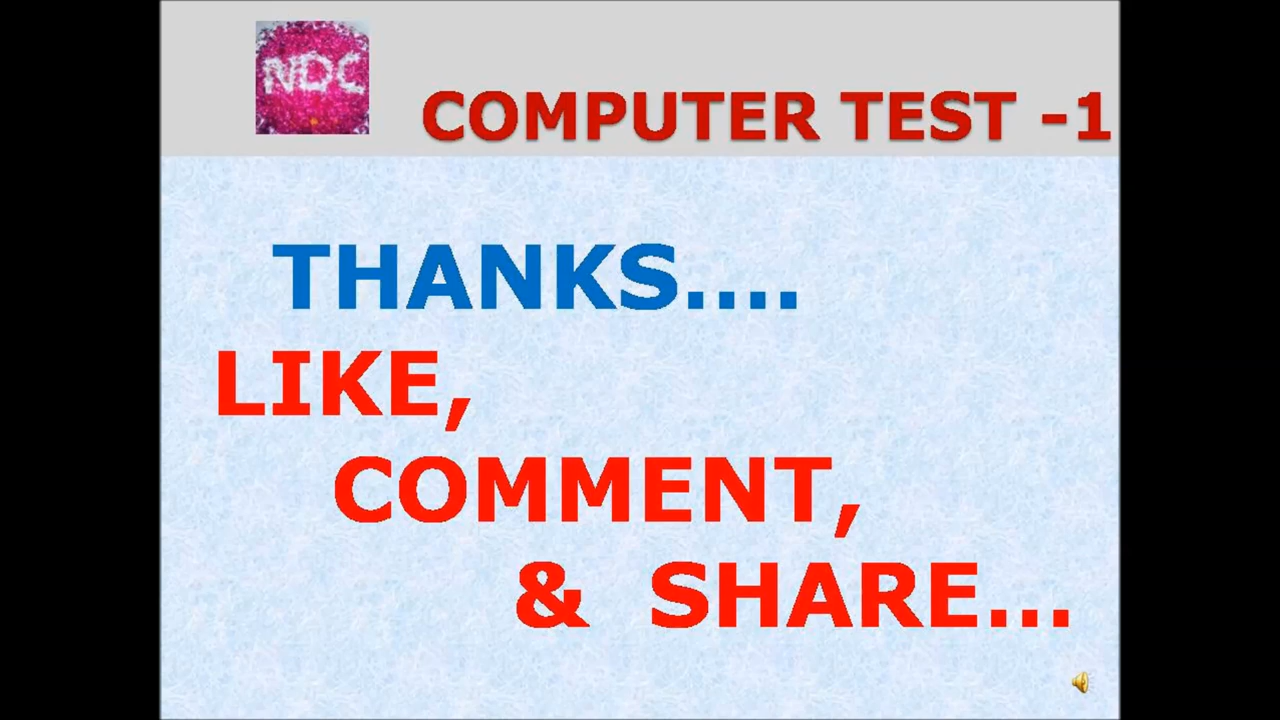 NDC
COMPUTER TEST -1
THANKS....
LIKE,
COMMENT,
& SHARE...